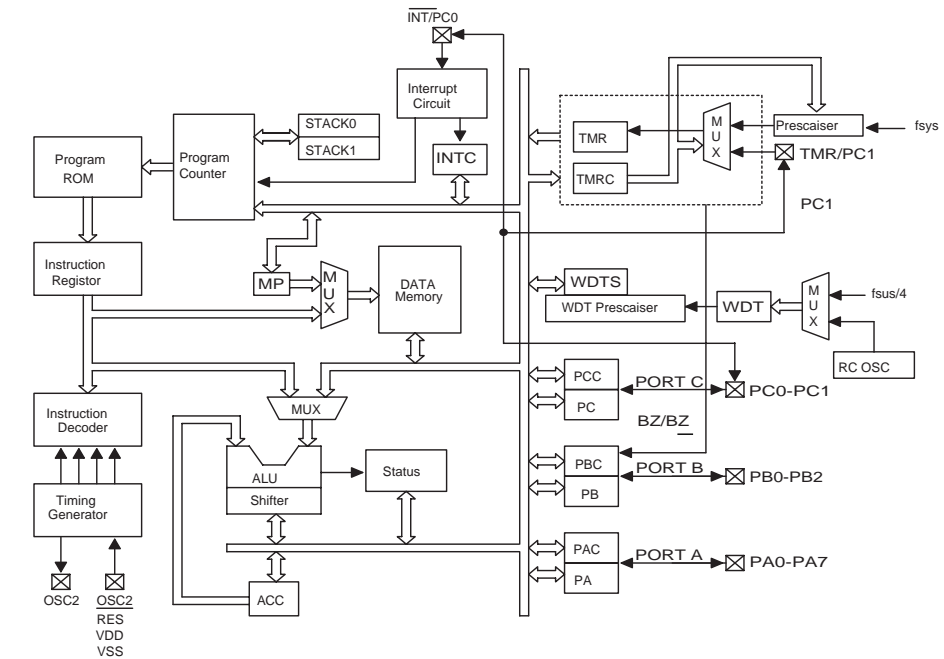 INT/PC0
Interrupt
Circuit
STACK0
STACK1
INTC
Program
ROM
Program
Counter
TMR
TMRC
M
U
X
Prescaiser
fsys
TMR/PC1
PC1
Instruction
Registor
MP
M
U
X
DATA
Memory
WDTS
WDT Prescaiser
WDT
M
U
X
fsus/4
RC OSC
PCC
PC
PORT C
PC0-PC1
BZ/BZ
Instruction
Decoder
MUX
ALU
Shifter
Status
PBC
PB
PORT B
PB0-PB2
Timing
Generator
PAC
PA
PORT A
PA0-PA7
ACC
OSC2
OSC2
RES
VDD
VSS